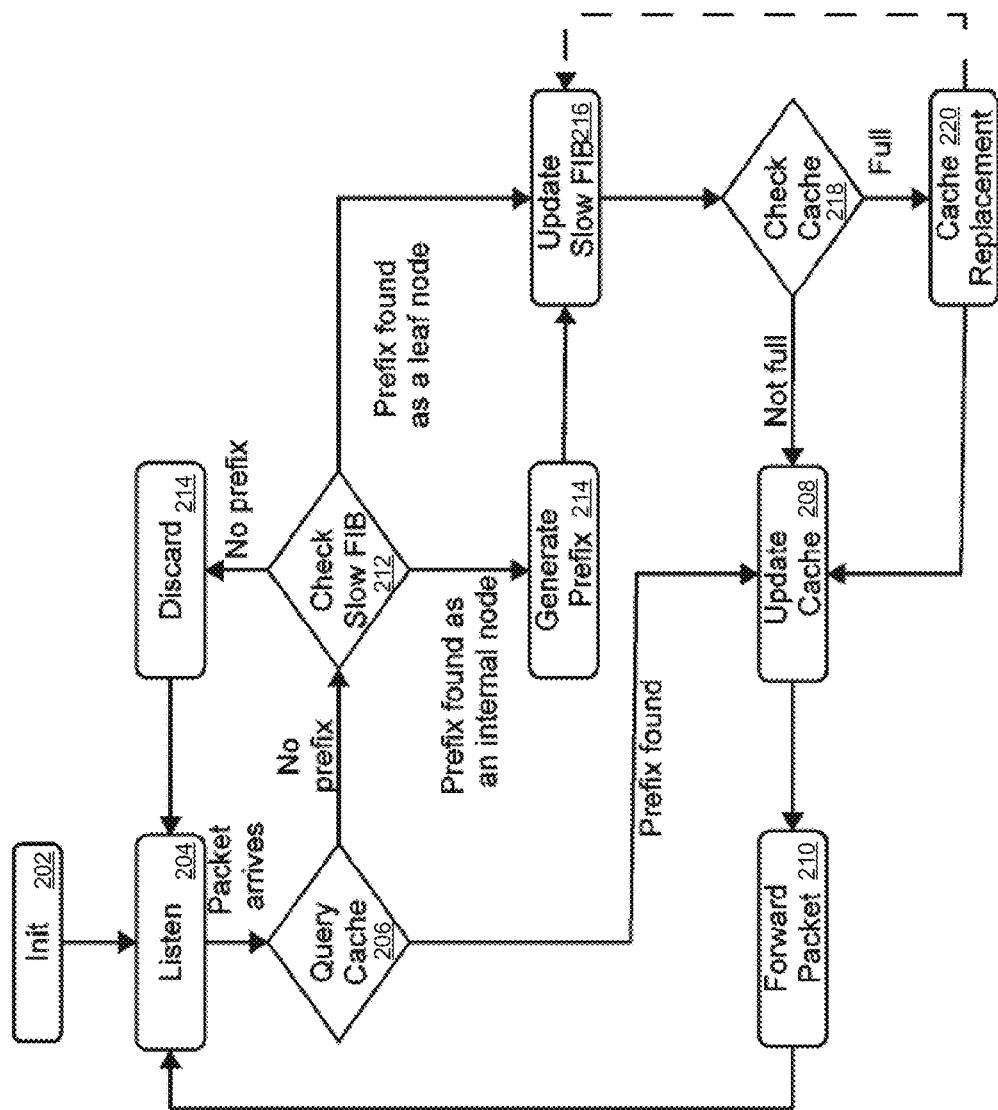 Init 202
Listen 204
Packet
arrives
Query
Cache
206
No
prefix
Prefix found
Check
Slow FIB
212
No prefix
Discard 214
Prefix found as
an internal node
Generate
Prefix 214
Prefix found
as a leaf node
Update
Slow FIB 216
Check
Cache
218
Not full
Full
Cache 220
Replacement
Update
Cache 208
Forward
Packet 210